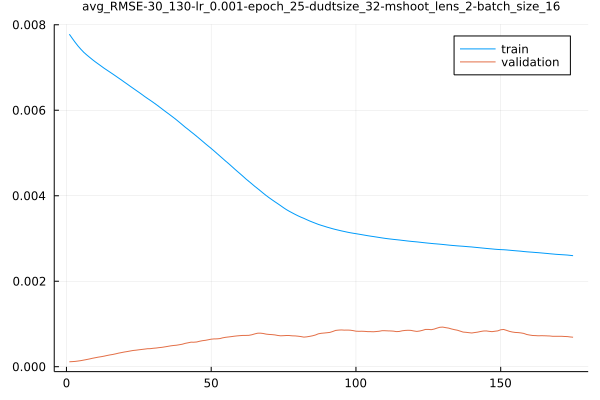 avg_RMSE-30_130-lr_0.001-epoch_25-dudtsize_32-mshoot_lens_2-batch_size_16
0.008
train
validation
0.006
0.004
0.002
0.000
0 50 100 150